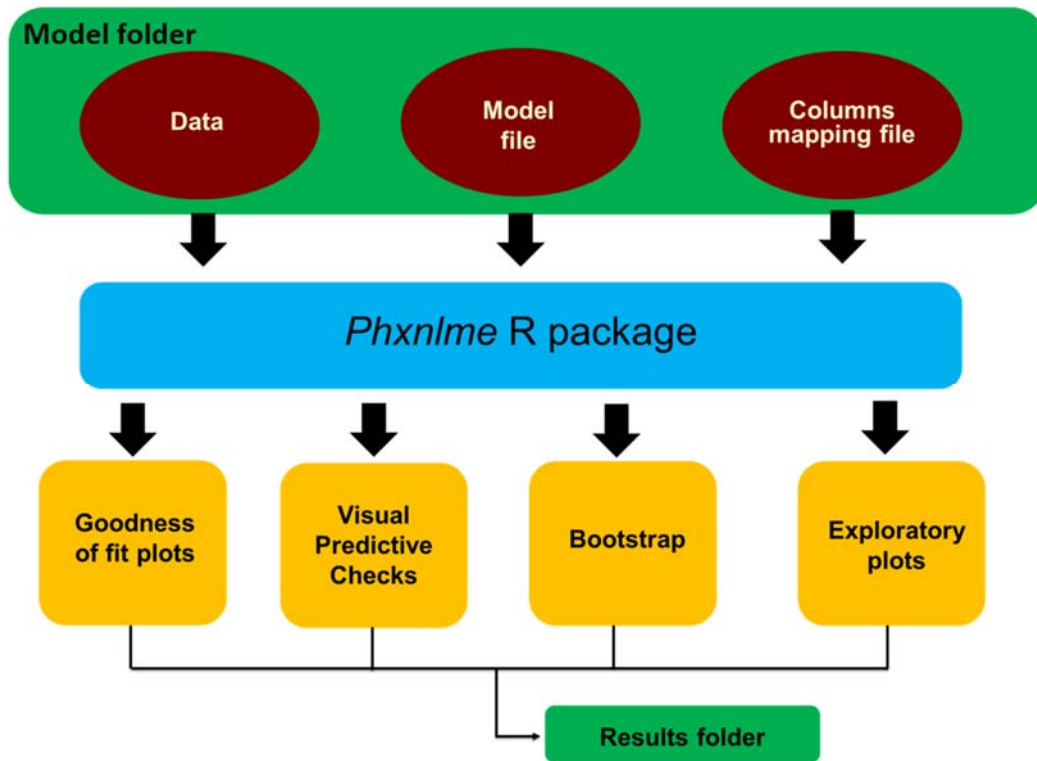 Model folder
Data
Model
file
Columns
mapping file
Phxnlme R package
Goodness
of fit plots
Visual
Predictive
Checks
Bootstrap
Exploratory
plots
Results folder